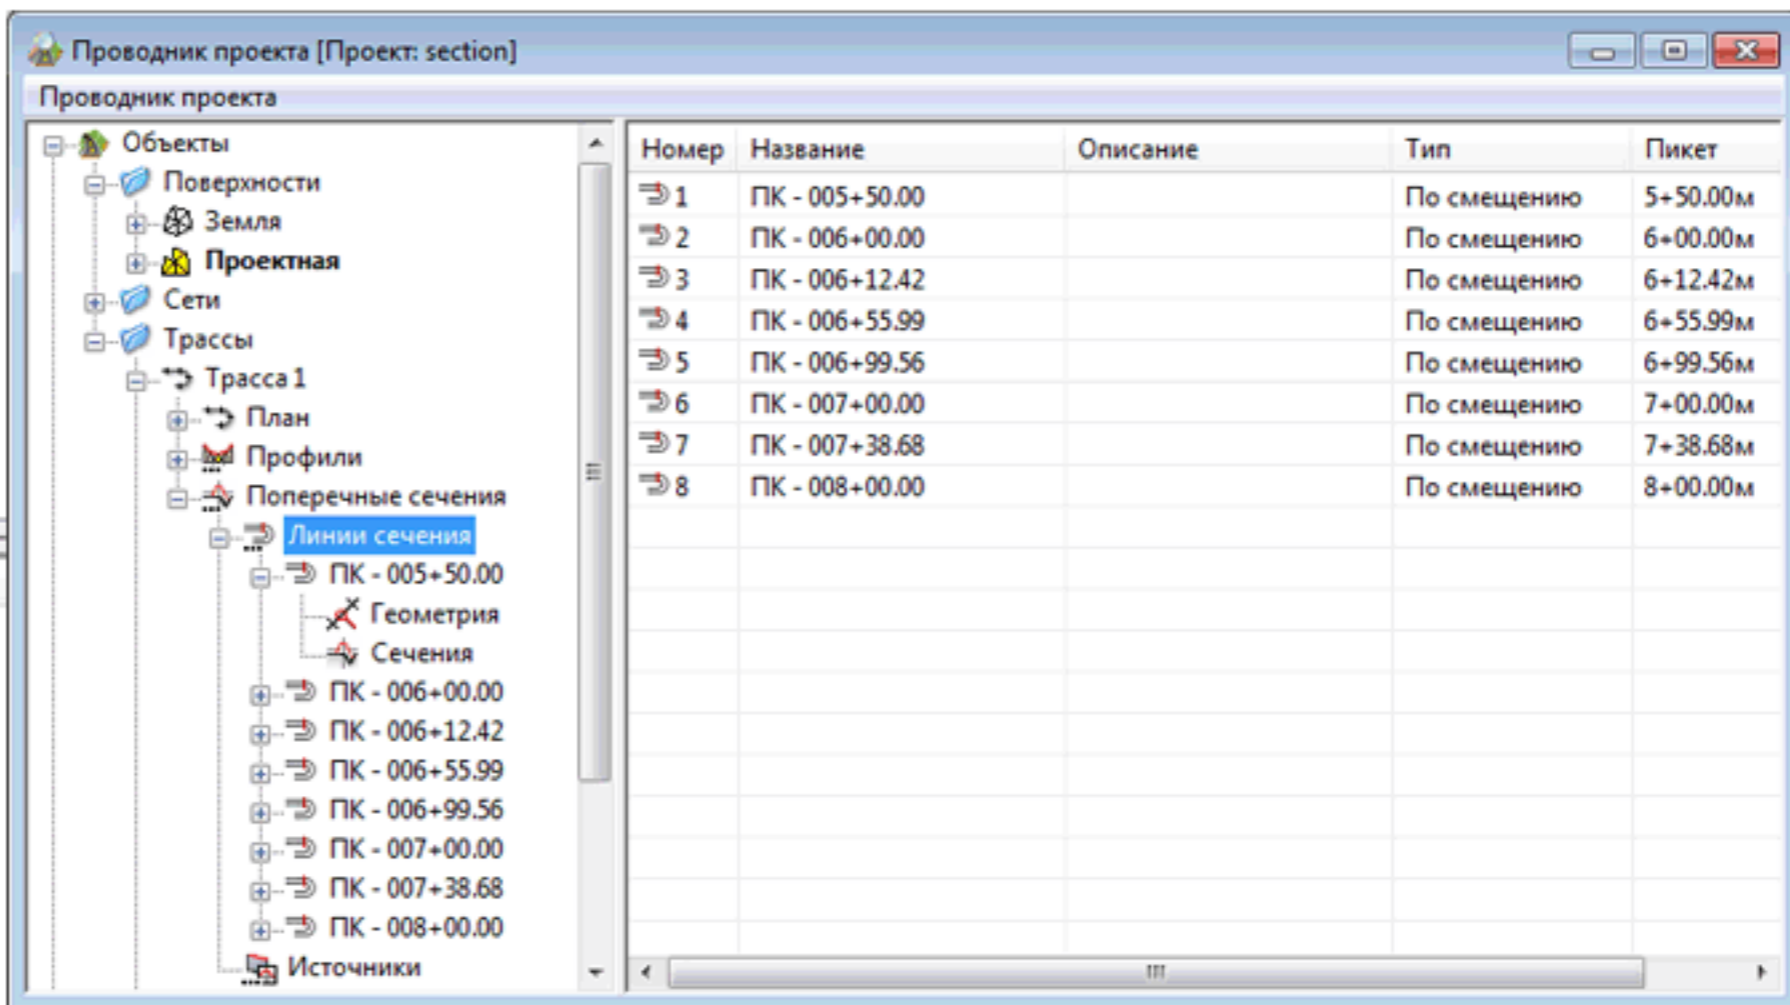 Проводник проекта [Проект: section]
Проводник проекта
Объекты
Поверхности
Земля
Проектная
Сети
Трассы
Трасса 1
План
Профили
Поперечные сечения
Линии сечения
ПК - 005+50.00
Геометрия
Сечения
ПК - 006+00.00
ПК - 006+12.42
ПК - 006+55.99
ПК - 006+99.56
ПК - 007+00.00
ПК - 007+38.68
ПК - 008+00.00
Источники
Номер Название Описание Тип Пикет
1 ПК - 005+50.00 По смещению 5+50.00м
2 ПК - 006+00.00 По смещению 6+00.00м
3 ПК - 006+12.42 По смещению 6+12.42м
4 ПК - 006+55.99 По смещению 6+55.99м
5 ПК - 006+99.56 По смещению 6+99.56м
6 ПК - 007+00.00 По смещению 7+00.00м
7 ПК - 007+38.68 По смещению 7+38.68м
8 ПК - 008+00.00 По смещению 8+00.00м